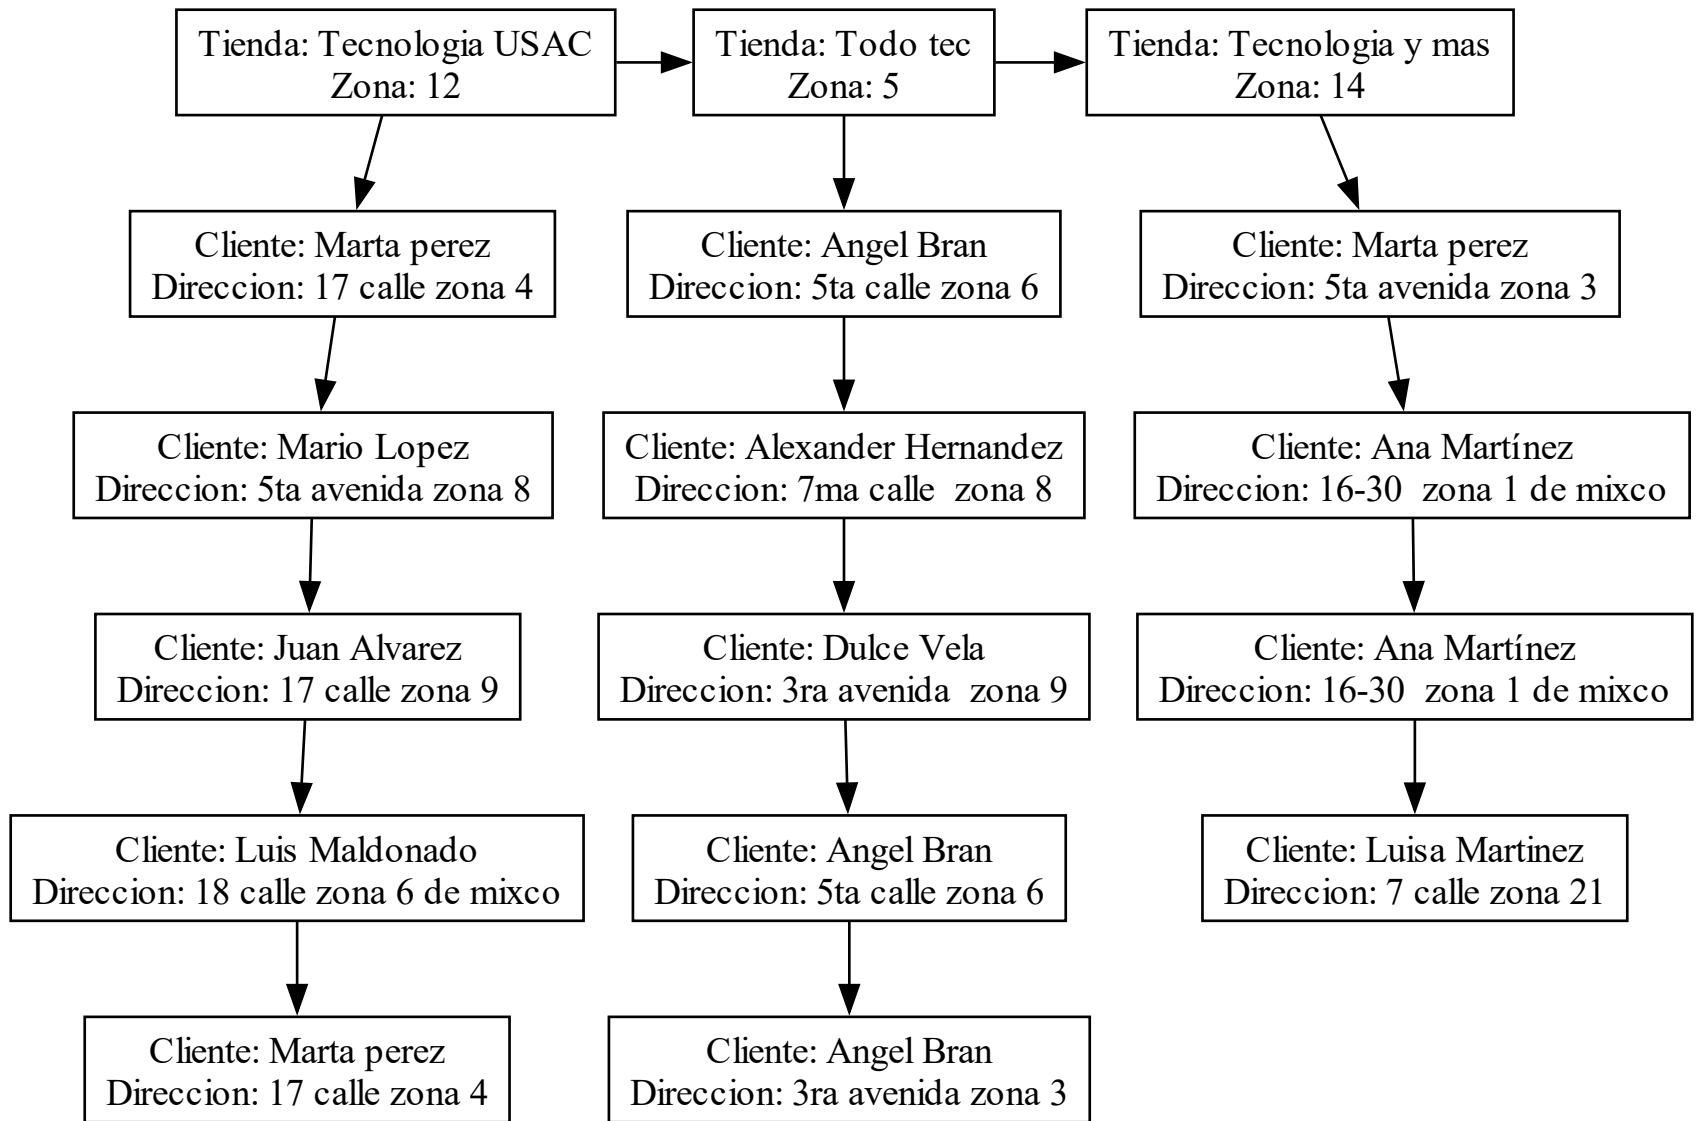 Tienda: Tecnologia USAC
Zona: 12
Tienda: Todo tec
Zona: 5
Tienda: Tecnologia y mas
Zona: 14
Cliente: Marta perez
Direccion: 17 calle zona 4
Cliente: Angel Bran
Direccion: 5ta calle zona 6
Cliente: Marta perez
Direccion: 5ta avenida zona 3
Cliente: Mario Lopez
Direccion: 5ta avenida zona 8
Cliente: Alexander Hernandez
Direccion: 7ma calle  zona 8
Cliente: Ana Martínez
Direccion: 16-30  zona 1 de mixco
Cliente: Juan Alvarez
Direccion: 17 calle zona 9
Cliente: Dulce Vela
Direccion: 3ra avenida  zona 9
Cliente: Ana Martínez
Direccion: 16-30  zona 1 de mixco
Cliente: Luis Maldonado
Direccion: 18 calle zona 6 de mixco
Cliente: Angel Bran
Direccion: 5ta calle zona 6
Cliente: Luisa Martinez
Direccion: 7 calle zona 21
Cliente: Marta perez
Direccion: 17 calle zona 4
Cliente: Angel Bran
Direccion: 3ra avenida zona 3